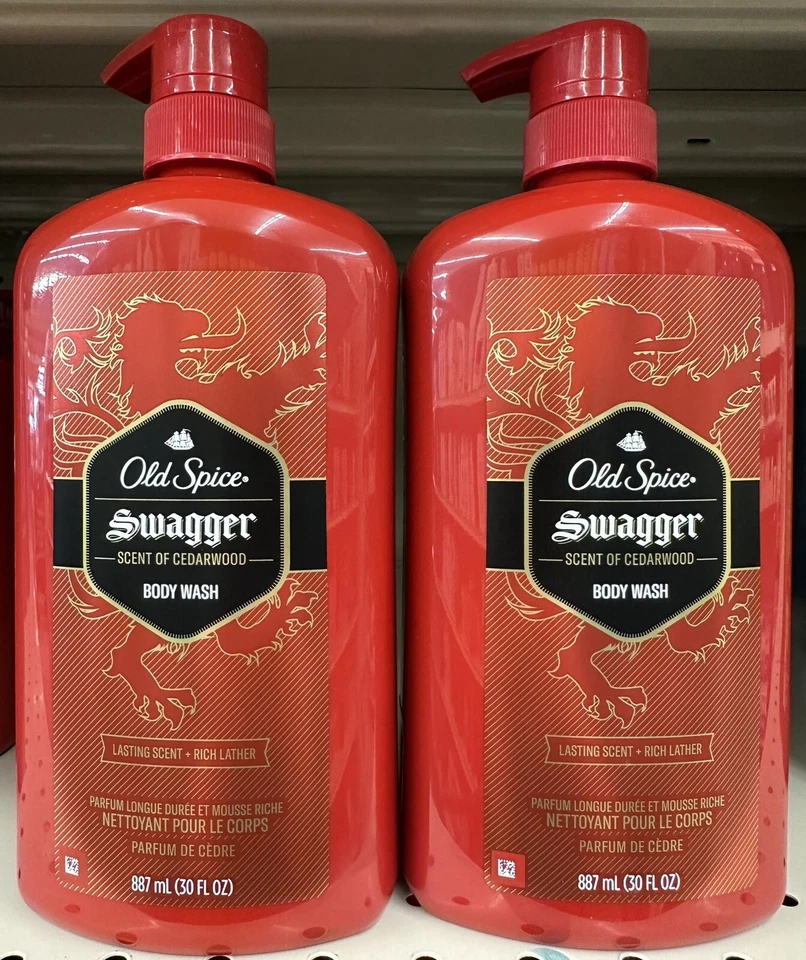 Old Spice
Swagger
SCENT OF CEDARWOOD
BODY WASH
LASTING SCENT + RICH LATHER
PARFUM LONGUE DURÉE ET MOUSSE RICHE
NETTOYANT POUR LE CORPS
PARFUM DE CÈDRE
887 mL (30 FL OZ)
Old Spice
Swagger
SCENT OF CEDARWOOD
BODY WASH
LASTING SCENT + RICH LATHER
PARFUM LONGUE DURÉE ET MOUSSE RICHE
NETTOYANT POUR LE CORPS
PARFUM DE CÈDRE
887 mL (30 FL OZ)